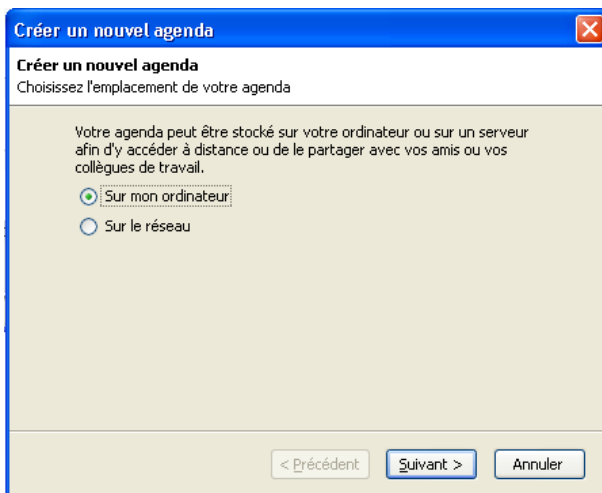 Créer un nouvel agenda
Créer un nouvel agenda
Choisissez l'emplacement de votre agenda
Votre agenda peut être stocké sur votre ordinateur ou sur un serveur
afin d'y accéder à distance ou de le partager avec vos amis ou vos
collègues de travail.
Sur mon ordinateur
Sur le réseau
< Précédent Suivant > Annuler